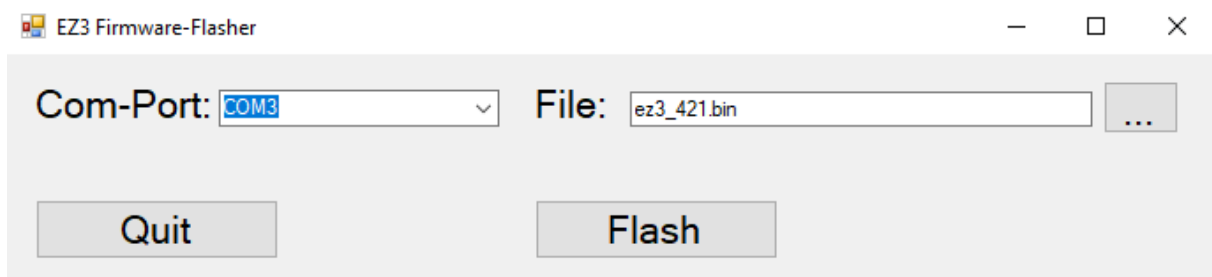 EZ3 Firmware-Flasher
Com-Port: COM3 File: ez3_421.bin ...
Quit Flash